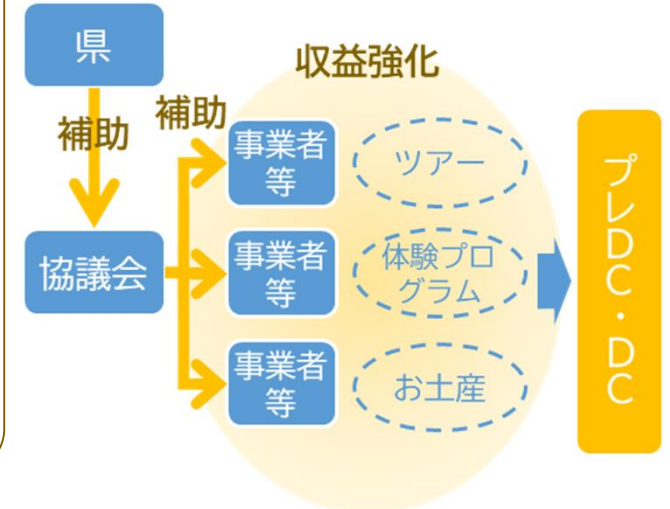 県
収益強化
補助
補助
事業者
等
ツアー
協議会
事業者
等
体験プロ
グラム
事業者
等
お土産
プレDC・DC